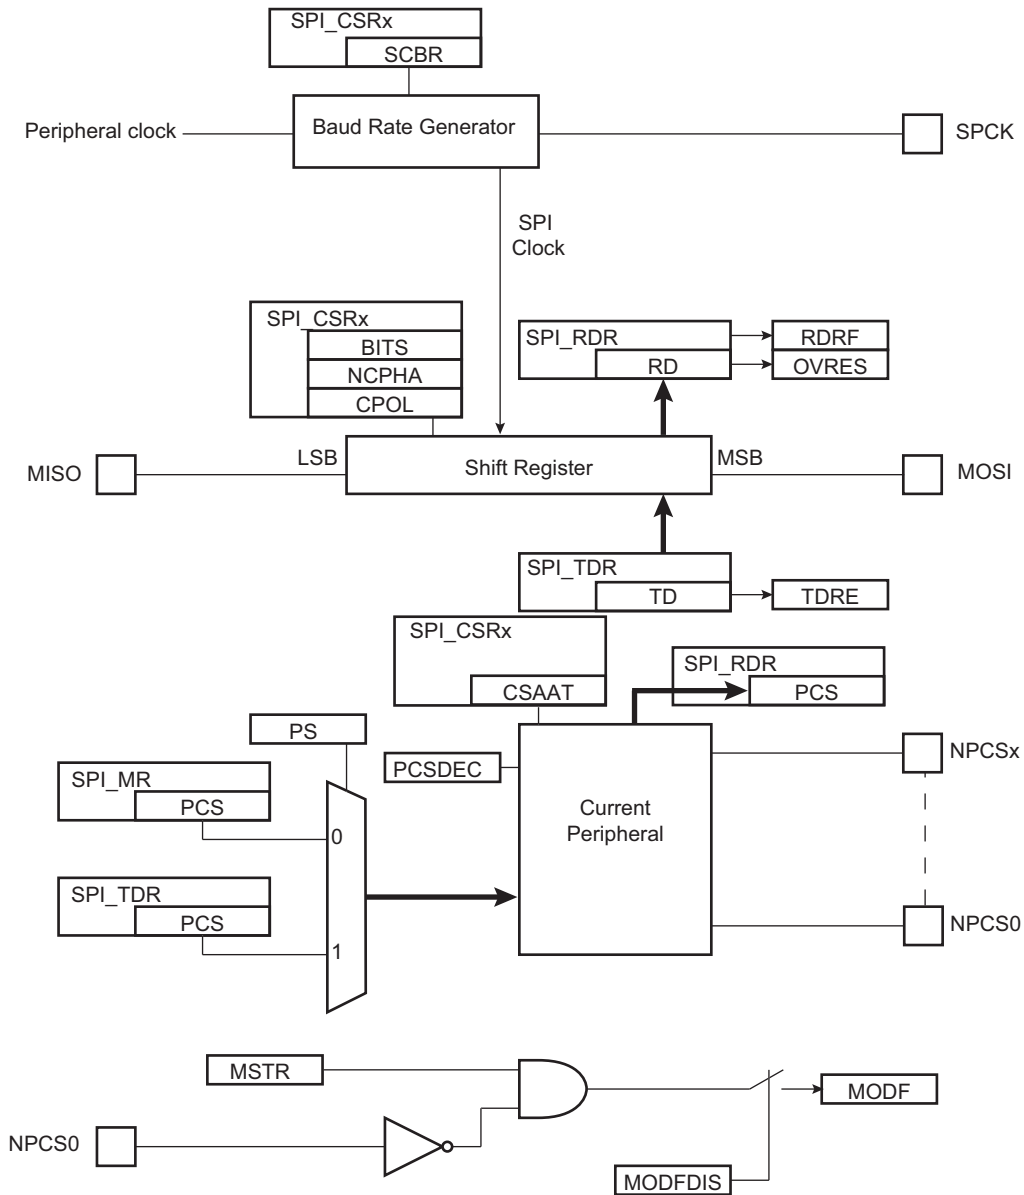 SPI_CSRx
SCBR
Peripheral clock
Baud Rate Generator
SPCK
SPI
Clock
SPI_CSRx
BITS
NCPHA
CPOL
SPI_RDR
RD
RDRF
OVRES
MISO
LSB
Shift Register
MSB
MOSI
SPI_TDR
TD
TDRE
SPI_CSRx
CSAAT
SPI_RDR
PCS
PS
PCSDEC
NPCSx
SPI_MR
PCS
0
Current
Peripheral
SPI_TDR
PCS
1
NPCS0
MSTR
MODF
NPCS0
MODFDIS